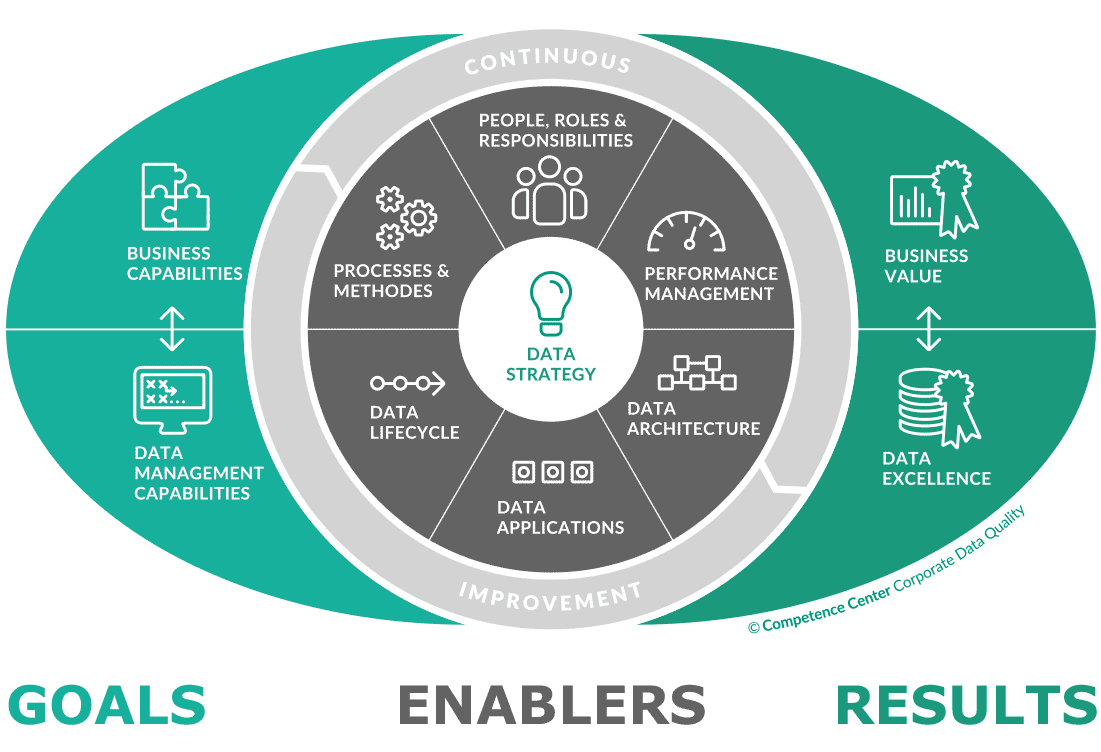 CONTINUOUS
PEOPLE, ROLES &
RESPONSIBILITIES
PROCESSES &
METHODES
PERFORMANCE
MANAGEMENT
BUSINESS
CAPABILITIES
BUSINESS
VALUE
DATA
STRATEGY
DATA
LIFECYCLE
DATA
ARCHITECTURE
DATA
MANAGEMENT
CAPABILITIES
DATA
EXCELLENCE
DATA
APPLICATIONS
IMPROVEMENT
© Competence Center Corporate Data Quality
GOALS
ENABLERS
RESULTS